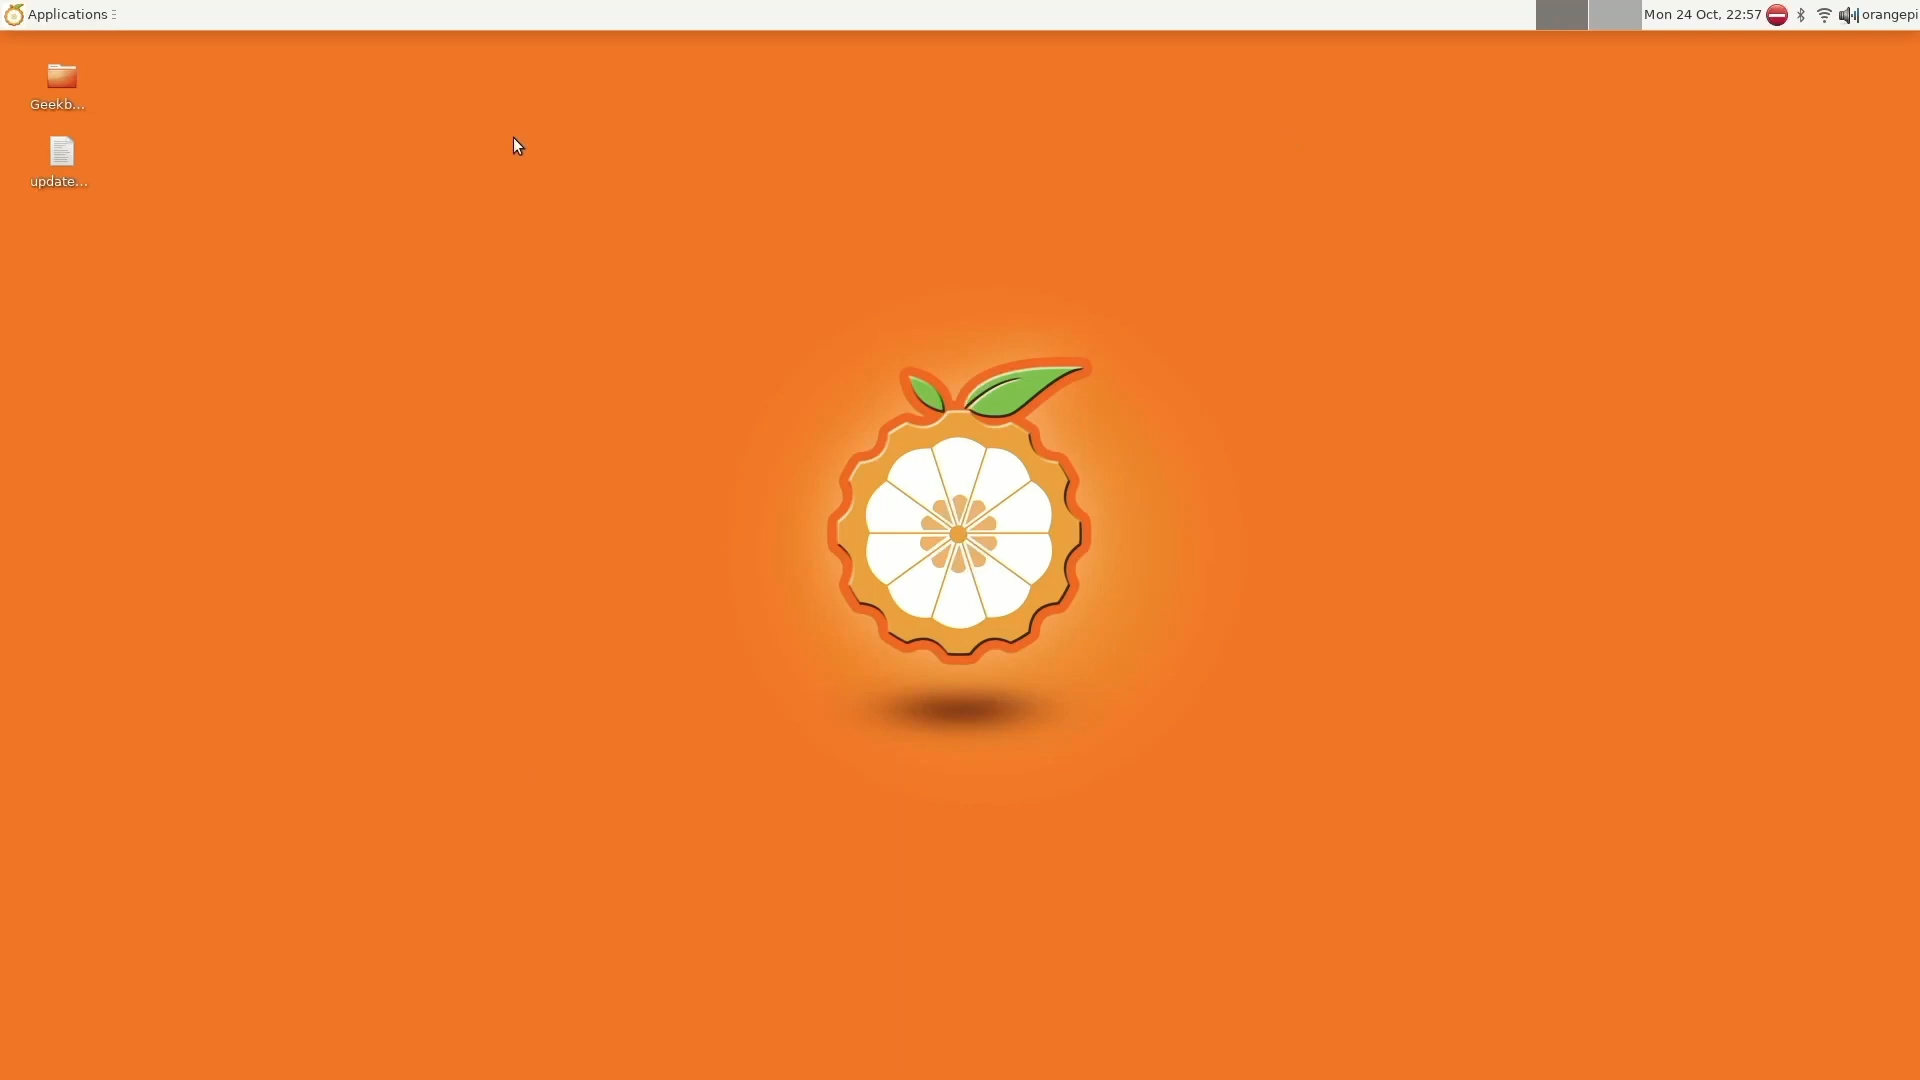 Applications
Mon 24 Oct, 22:57
orangepi
Geekb...
update...